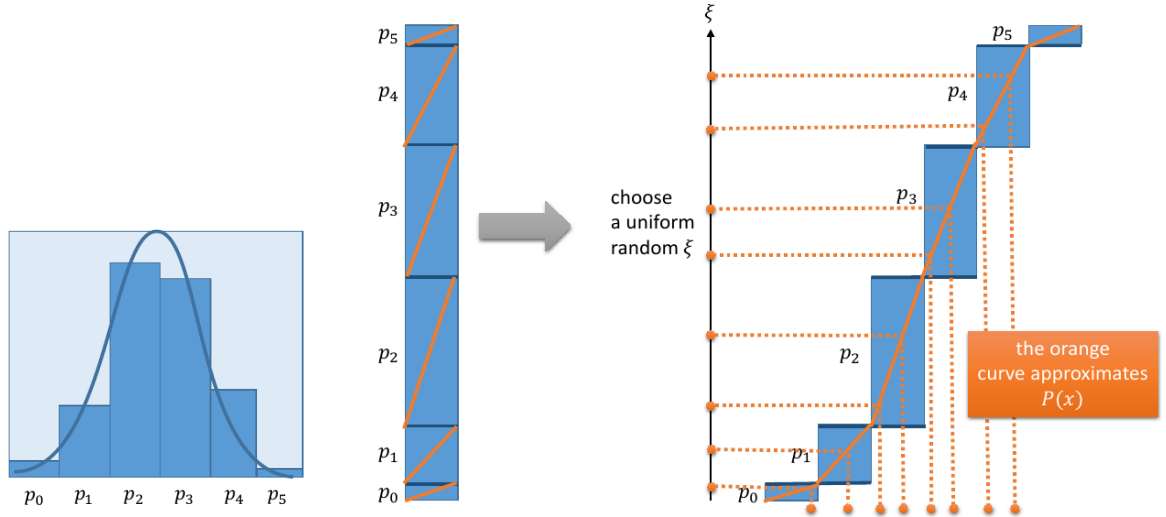 p₀ p₁ p₂ p₃ p₄ p₅
p₅
p₄
p₃
p₂
p₁
p₀
choose
a uniform
random ξ
ξ
p₅
p₄
p₃
p₂
p₁
p₀
the orange
curve approximates
P(x)